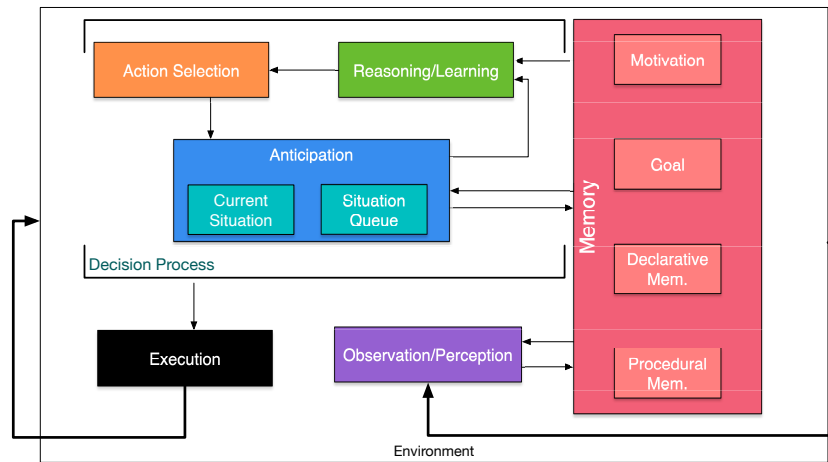 Action Selection
Reasoning/Learning
Motivation
Anticipation
Goal
Current
Situation
Situation
Queue
Memory
Declarative
Mem.
Decision Process
Execution
Observation/Perception
Procedural
Mem.
Environment